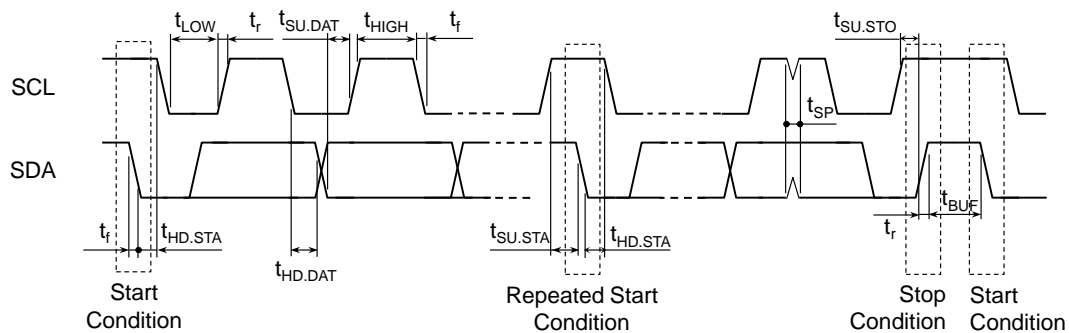 tLOW tr tSU.DAT tHIGH tf tSU.STO
SCL
tSP
SDA
tBUF
tf tHD.STA tSU.STA tHD.STA tr
tHD.DAT
Start
Condition
Repeated Start
Condition
Stop
Condition
Start
Condition